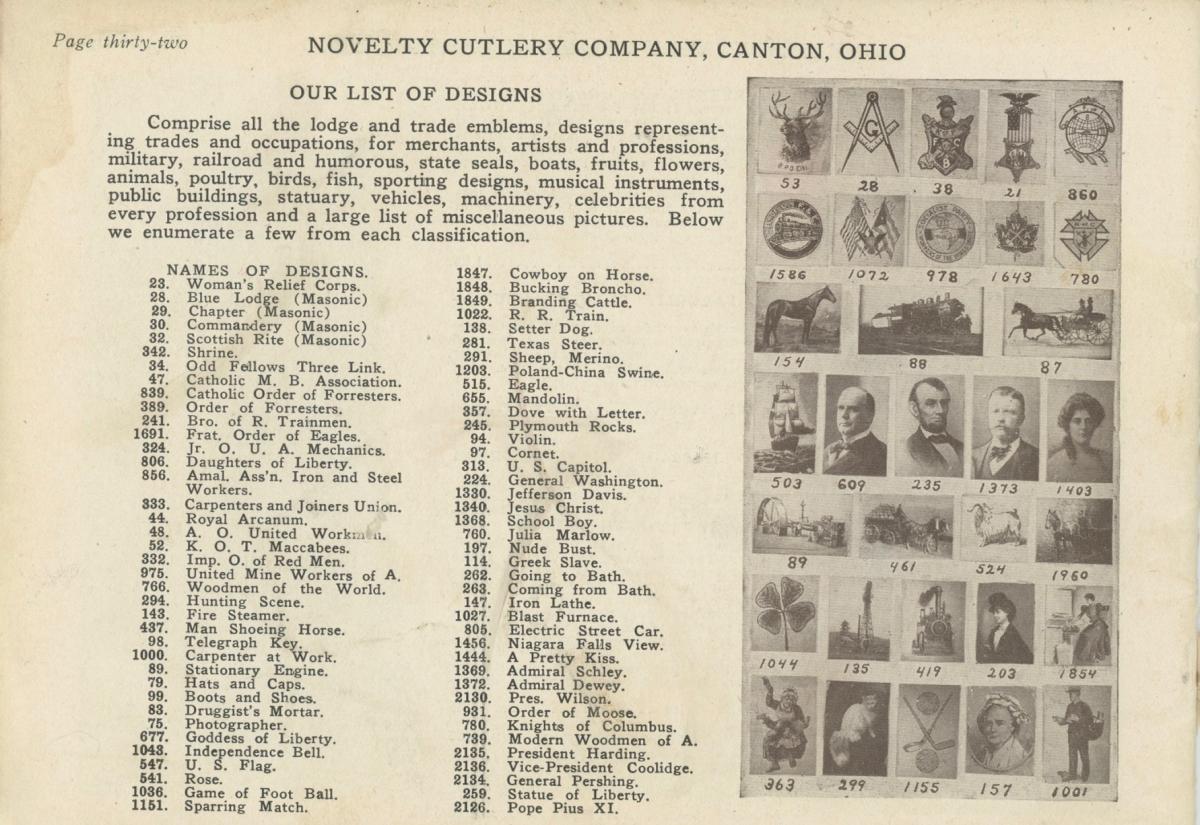 Page thirty-two
NOVELTY CUTLERY COMPANY, CANTON, OHIO
OUR LIST OF DESIGNS
Comprise all the lodge and trade emblems, designs represent-
ing trades and occupations, for merchants, artists and professions,
military, railroad and humorous, state seals, boats, fruits, flowers,
animals, poultry, birds, fish, sporting designs, musical instruments,
public buildings, statuary, vehicles, machinery, celebrities from
every profession and a large list of miscellaneous pictures. Below
we enumerate a few from each classification.
NAMES OF DESIGNS.
23. Woman's Relief Corps.
28. Blue Lodge (Masonic)
29. Chapter (Masonic)
30. Commandery (Masonic)
32. Scottish Rite (Masonic)
342. Shrine.
34. Odd Fellows Three Link.
47. Catholic M. B. Association.
839. Catholic Order of Forresters.
389. Order of Forresters.
241. Bro. of R. Trainmen.
1691. Frat. Order of Eagles.
324. Jr. O. U. A. Mechanics.
806. Daughters of Liberty.
856. Amal. Ass'n. Iron and Steel
Workers.
333. Carpenters and Joiners Union.
44. Royal Arcanum.
48. A. O. United Workmen.
52. K. O. T. Maccabees.
332. Imp. O. of Red Men.
975. United Mine Workers of A.
766. Woodmen of the World.
294. Hunting Scene.
143. Fire Steamer.
437. Man Shoeing Horse.
98. Telegraph Key.
1000. Carpenter at Work.
89. Stationary Engine.
79. Hats and Caps.
99. Boots and Shoes.
83. Druggist's Mortar.
75. Photographer.
677. Goddess of Liberty.
1043. Independence Bell.
547. U. S. Flag.
541. Rose.
1036. Game of Foot Ball.
1151. Sparring Match.
1847. Cowboy on Horse.
1848. Bucking Broncho.
1849. Branding Cattle.
1022. R. R. Train.
138. Setter Dog.
281. Texas Steer.
291. Sheep, Merino.
1203. Poland-China Swine.
515. Eagle.
655. Mandolin.
357. Dove with Letter.
245. Plymouth Rocks.
94. Violin.
97. Cornet.
313. U. S. Capitol.
224. General Washington.
1330. Jefferson Davis.
1340. Jesus Christ.
1368. School Boy.
760. Julia Marlow.
197. Nude Bust.
114. Greek Slave.
262. Going to Bath.
263. Coming from Bath.
147. Iron Lathe.
1027. Blast Furnace.
805. Electric Street Car.
1456. Niagara Falls View.
1444. A Pretty Kiss.
1369. Admiral Schley.
1372. Admiral Dewey.
2130. Pres. Wilson.
931. Order of Moose.
780. Knights of Columbus.
739. Modern Woodmen of A.
2135. President Harding.
2136. Vice-President Coolidge.
2134. General Pershing.
259. Statue of Liberty.
2126. Pope Pius XI.
G
53 28 38 21 860
1586 1072 978 1643 780
154 88 87
503 609 235 1373 1403
89 461 524 1960
1044 135 419 203 1854
363 299 1155 157 1001